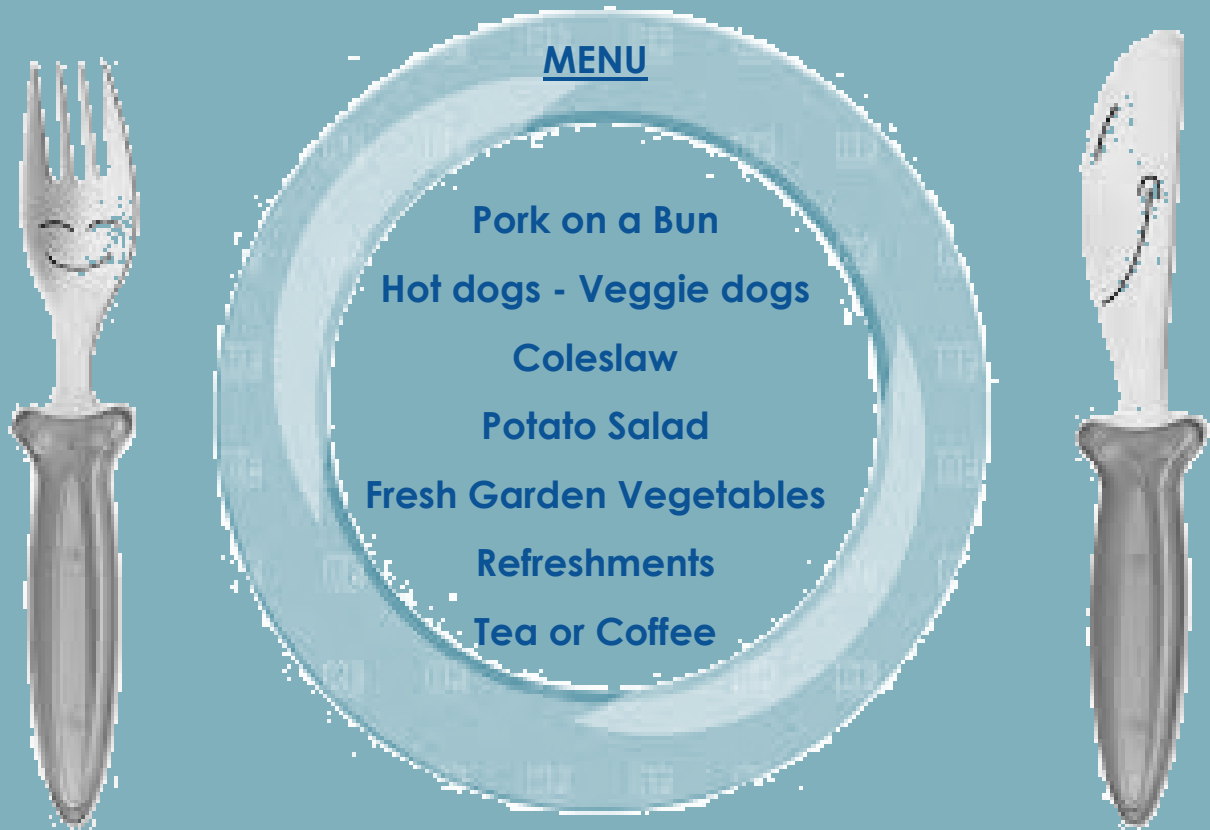 MENU
Pork on a Bun
Hot dogs - Veggie dogs
Coleslaw
Potato Salad
Fresh Garden Vegetables
Refreshments
Tea or Coffee